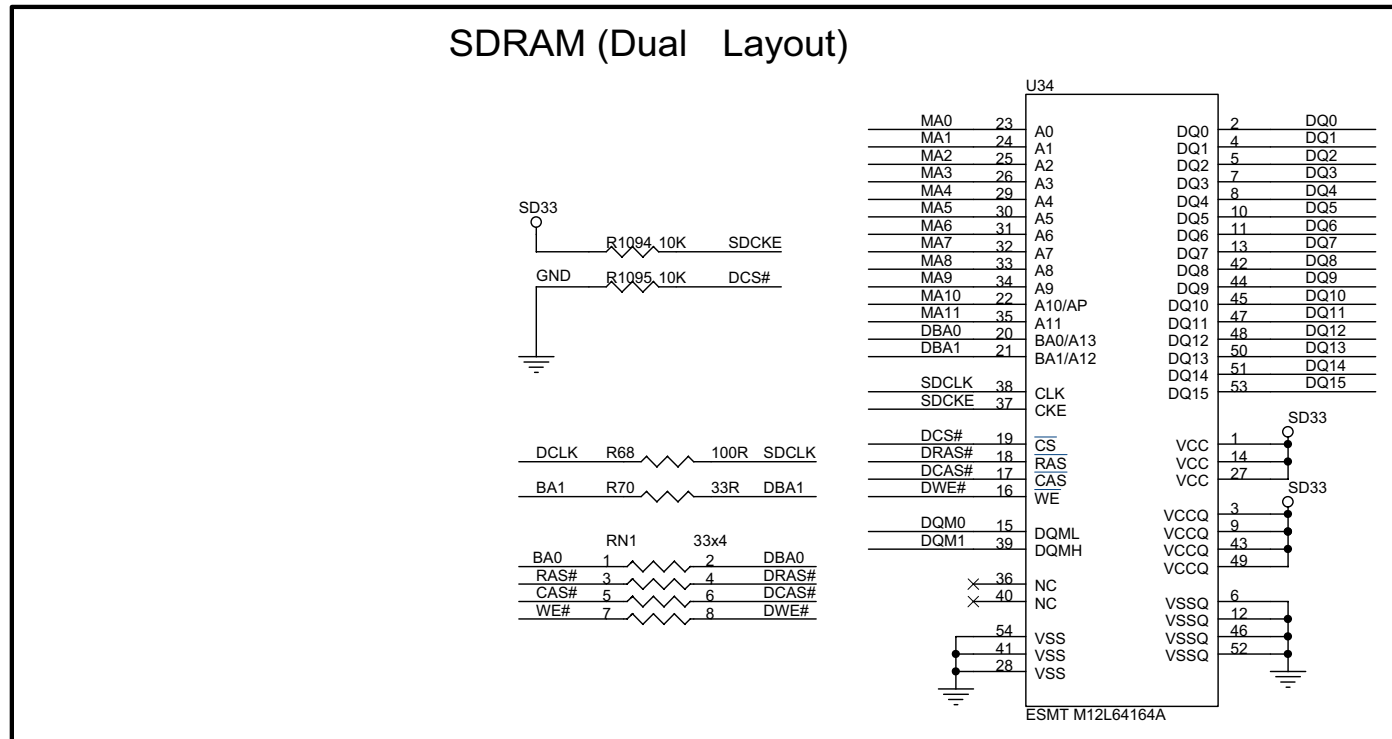 SDRAM (Dual Layout)
SD33
R1094 10K SDCKE
GND R1095 10K DCS#
DCLK R68 100R SDCLK
BA1 R70 33R DBA1
RN1 33x4
BA0 1 2 DBA0
RAS# 3 4 DRAS#
CAS# 5 6 DCAS#
WE# 7 8 DWE#
U34
MA0 23 A0 DQ0 2 DQ0
MA1 24 A1 DQ1 4 DQ1
MA2 25 A2 DQ2 5 DQ2
MA3 26 A3 DQ3 7 DQ3
MA4 29 A4 DQ4 8 DQ4
MA5 30 A5 DQ5 10 DQ5
MA6 31 A6 DQ6 11 DQ6
MA7 32 A7 DQ7 13 DQ7
MA8 33 A8 DQ8 42 DQ8
MA9 34 A9 DQ9 44 DQ9
MA10 22 A10/AP DQ10 45 DQ10
MA11 35 A11 DQ11 47 DQ11
DBA0 20 BA0/A13 DQ12 48 DQ12
DBA1 21 BA1/A12 DQ13 50 DQ13
DQ14 51 DQ14
SDCLK 38 CLK DQ15 53 DQ15
SDCKE 37 CKE
SD33
DCS# 19 CS VCC 1
DRAS# 18 RAS VCC 14
DCAS# 17 CAS VCC 27
DWE# 16 WE
SD33
VCCQ 3
DQM0 15 DQML VCCQ 9
DQM1 39 DQMH VCCQ 43
VCCQ 49
36 NC
40 NC VSSQ 6
VSSQ 12
54 VSS VSSQ 46
41 VSS VSSQ 52
28 VSS
ESMT M12L64164A